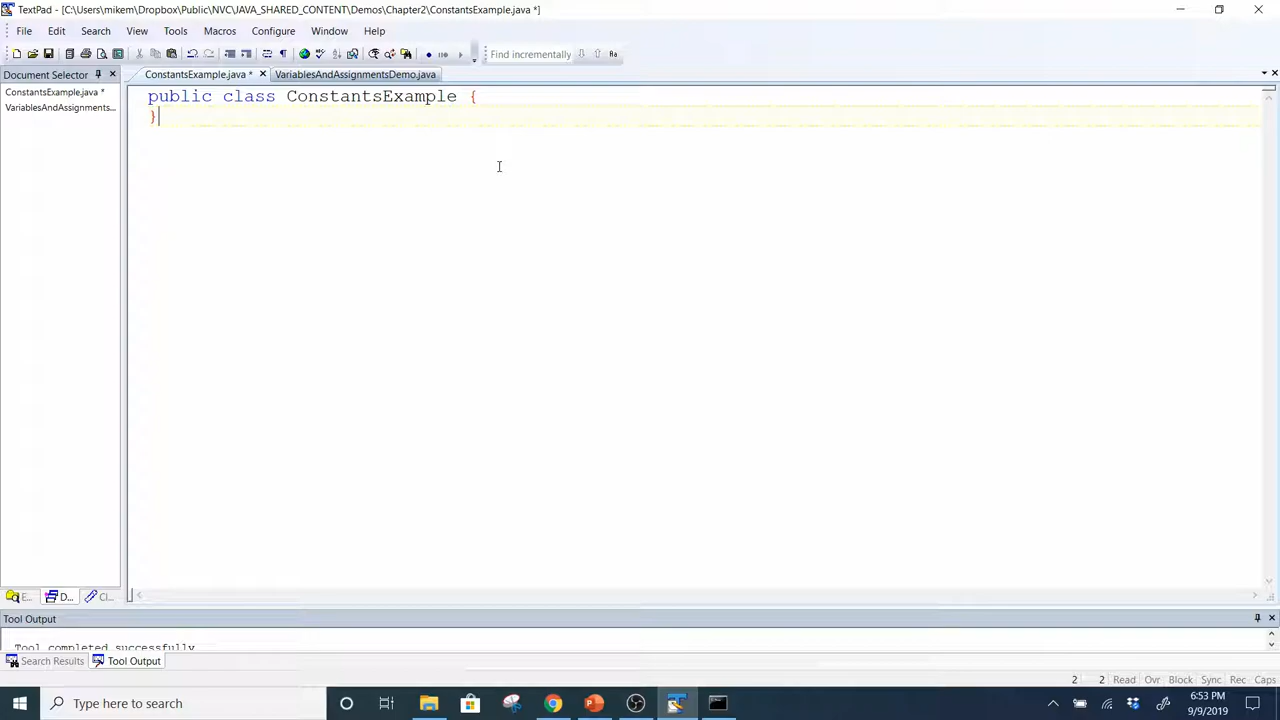 TextPad - [C:\Users\mikem\Dropbox\Public\NVC\JAVA_SHARED_CONTENT\Demos\Chapter2\ConstantsExample.java *]
File Edit Search View Tools Macros Configure Window Help
Find incrementally
Document Selector
ConstantsExample.java *
VariablesAndAssignmentsDemo.java
ConstantsExample.java *
VariablesAndAssignments...
public class ConstantsExample {
}
E... D... Cl...
Tool Output
Tool completed successfully
Search Results Tool Output
2 2 Read Ovr Block Sync Rec Caps
Type here to search
6:53 PM
9/9/2019